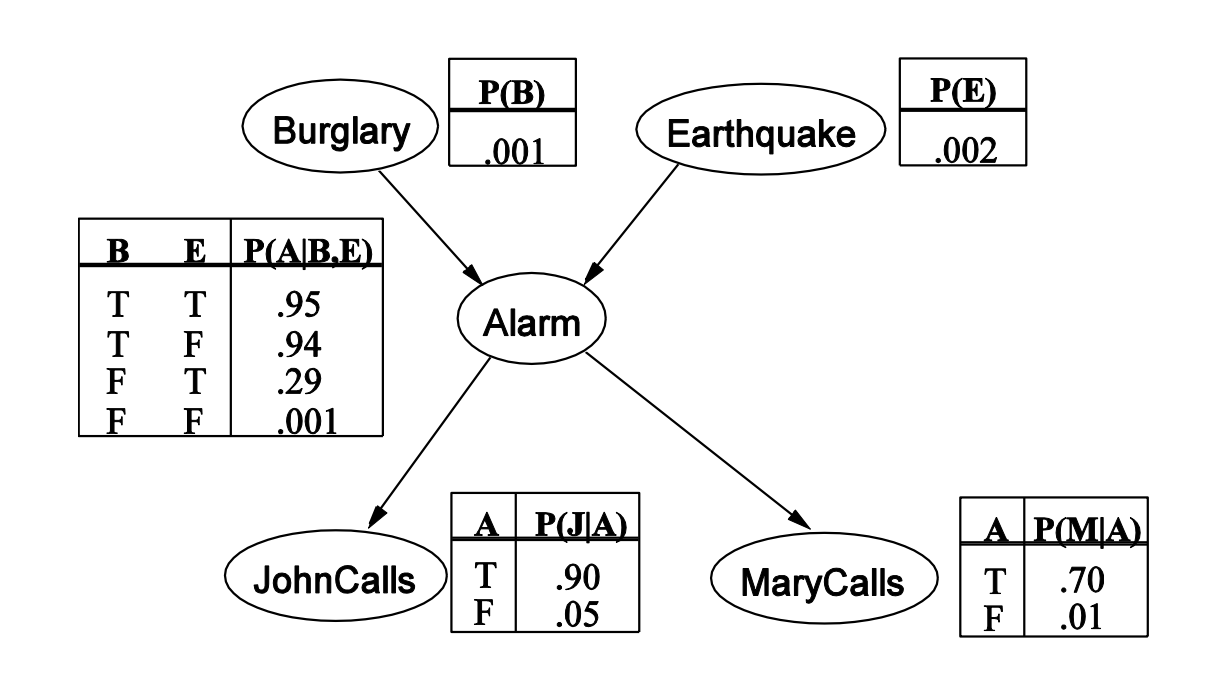 P(B)
.001
Burglary
P(E)
.002
Earthquake
B E P(A|B,E)
T T .95
T F .94
F T .29
F F .001
Alarm
A P(J|A)
T .90
F .05
JohnCalls
A P(M|A)
T .70
F .01
MaryCalls